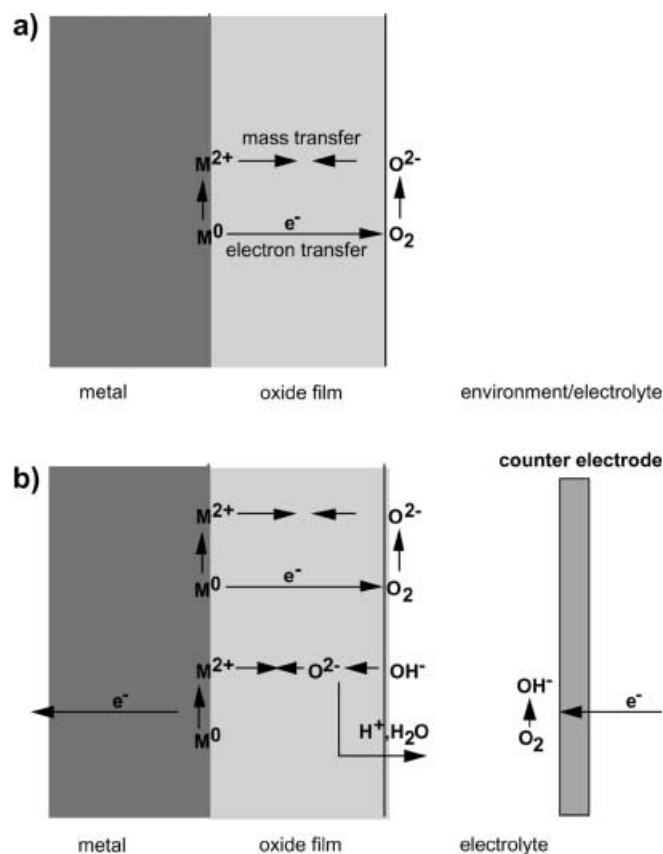 a)
mass transfer
M2+ O2-
e-
M0 O2
electron transfer
metal oxide film environment/electrolyte
counter electrode
b)
M2+ O2-
e-
M0 O2
M2+ O2- OH-
OH-
e- e-
H+,H2O
M0 O2
metal oxide film electrolyte